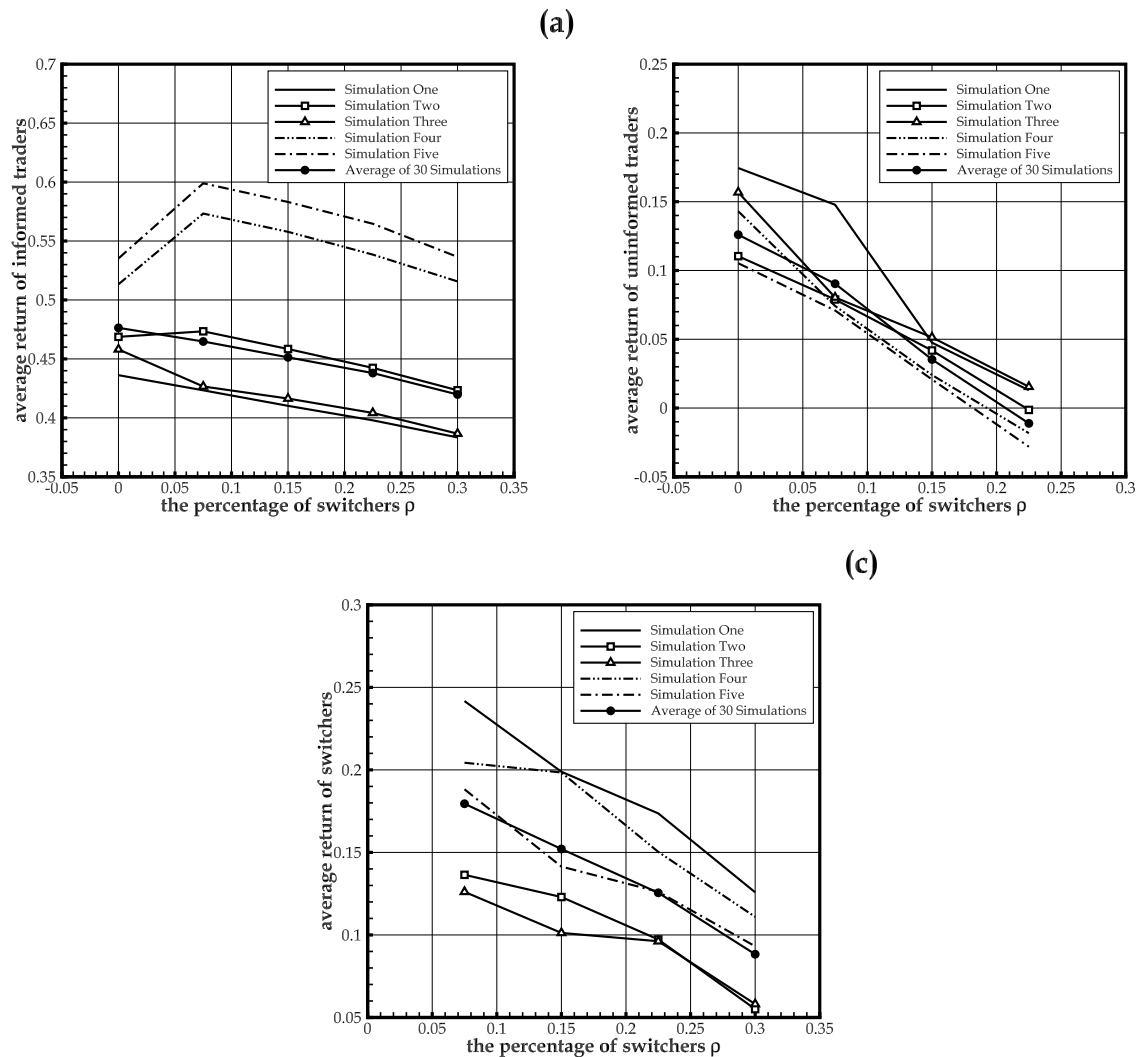 (a)
0.7
0.65
0.6
0.55
0.5
0.45
0.4
0.35
average return of informed traders
Simulation One
Simulation Two
Simulation Three
Simulation Four
Simulation Five
Average of 30 Simulations
-0.05 0 0.05 0.1 0.15 0.2 0.25 0.3 0.35
the percentage of switchers ρ
0.25
0.2
0.15
0.1
0.05
0
-0.05
average return of uninformed traders
Simulation One
Simulation Two
Simulation Three
Simulation Four
Simulation Five
Average of 30 Simulations
-0.05 0 0.05 0.1 0.15 0.2 0.25 0.3
the percentage of switchers ρ
(c)
0.3
0.25
0.2
0.15
0.1
0.05
average return of switchers
Simulation One
Simulation Two
Simulation Three
Simulation Four
Simulation Five
Average of 30 Simulations
0 0.05 0.1 0.15 0.2 0.25 0.3 0.35
the percentage of switchers ρ